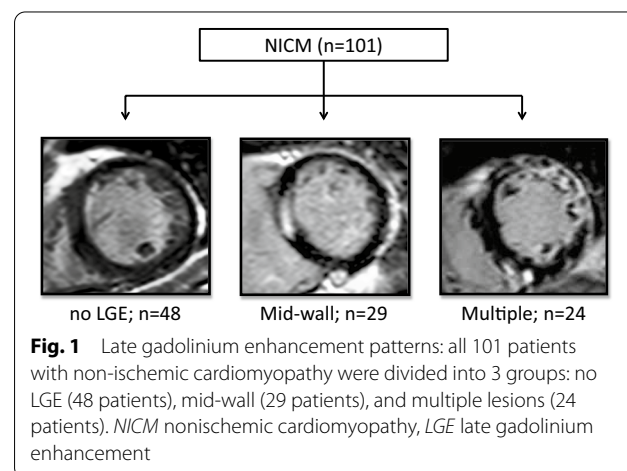 NICM (n=101)
no LGE; n=48
Mid-wall; n=29
Multiple; n=24
Fig. 1 Late gadolinium enhancement patterns: all 101 patients
with non-ischemic cardiomyopathy were divided into 3 groups: no
LGE (48 patients), mid-wall (29 patients), and multiple lesions (24
patients). NICM nonischemic cardiomyopathy, LGE late gadolinium
enhancement